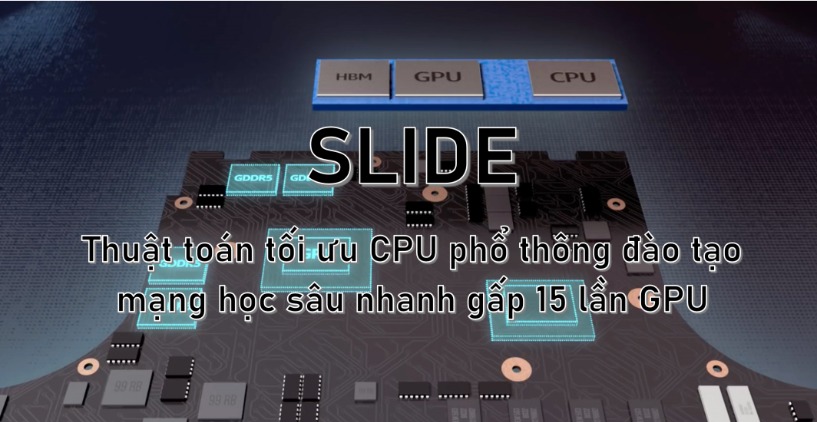 HBM GPU CPU
SLIDE
GDDR5
Thuật toán tối ưu CPU phổ thông đào tạo
mạng học sâu nhanh gấp 15 lần GPU